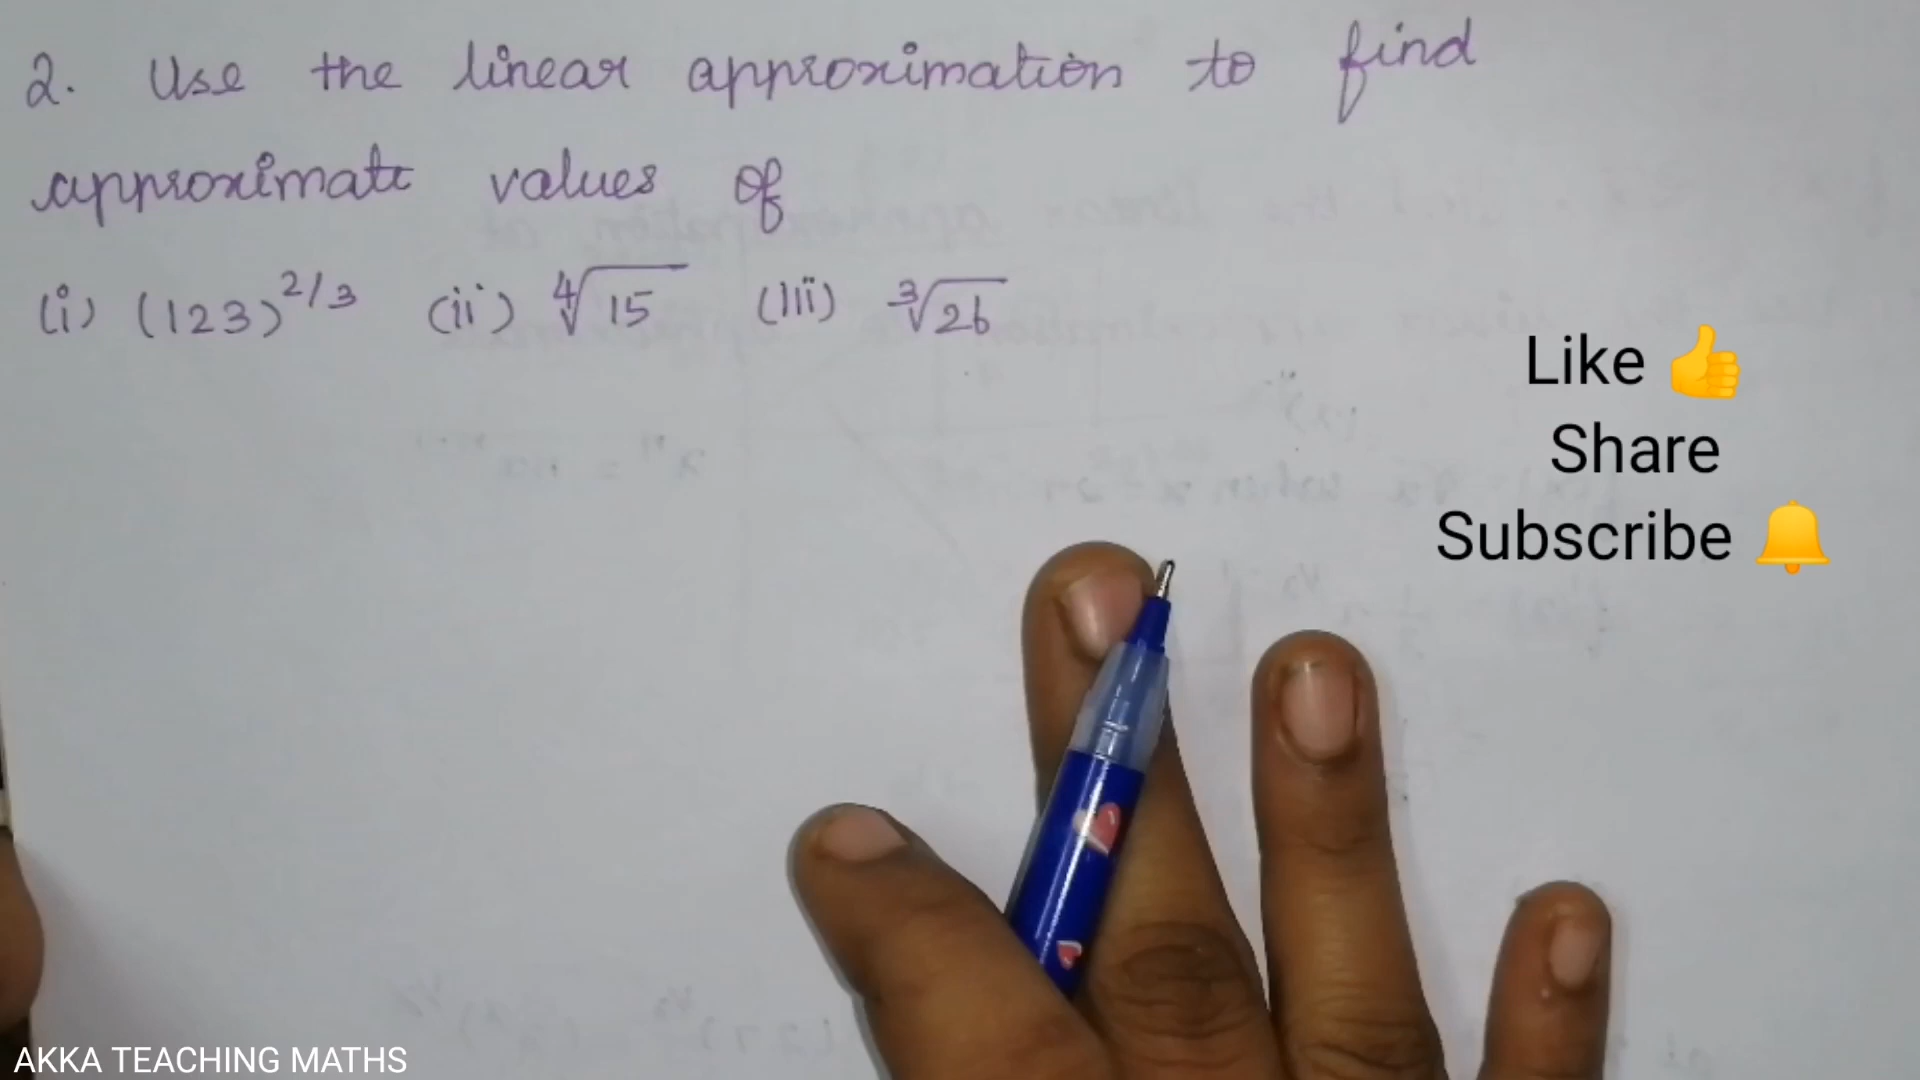 2. Use the linear approximation to find
approximate values of
(i) (123)^2/3 (ii) ∜15 (iii) ∛26
Like 👍
Share
Subscribe 🔔
AKKA TEACHING MATHS